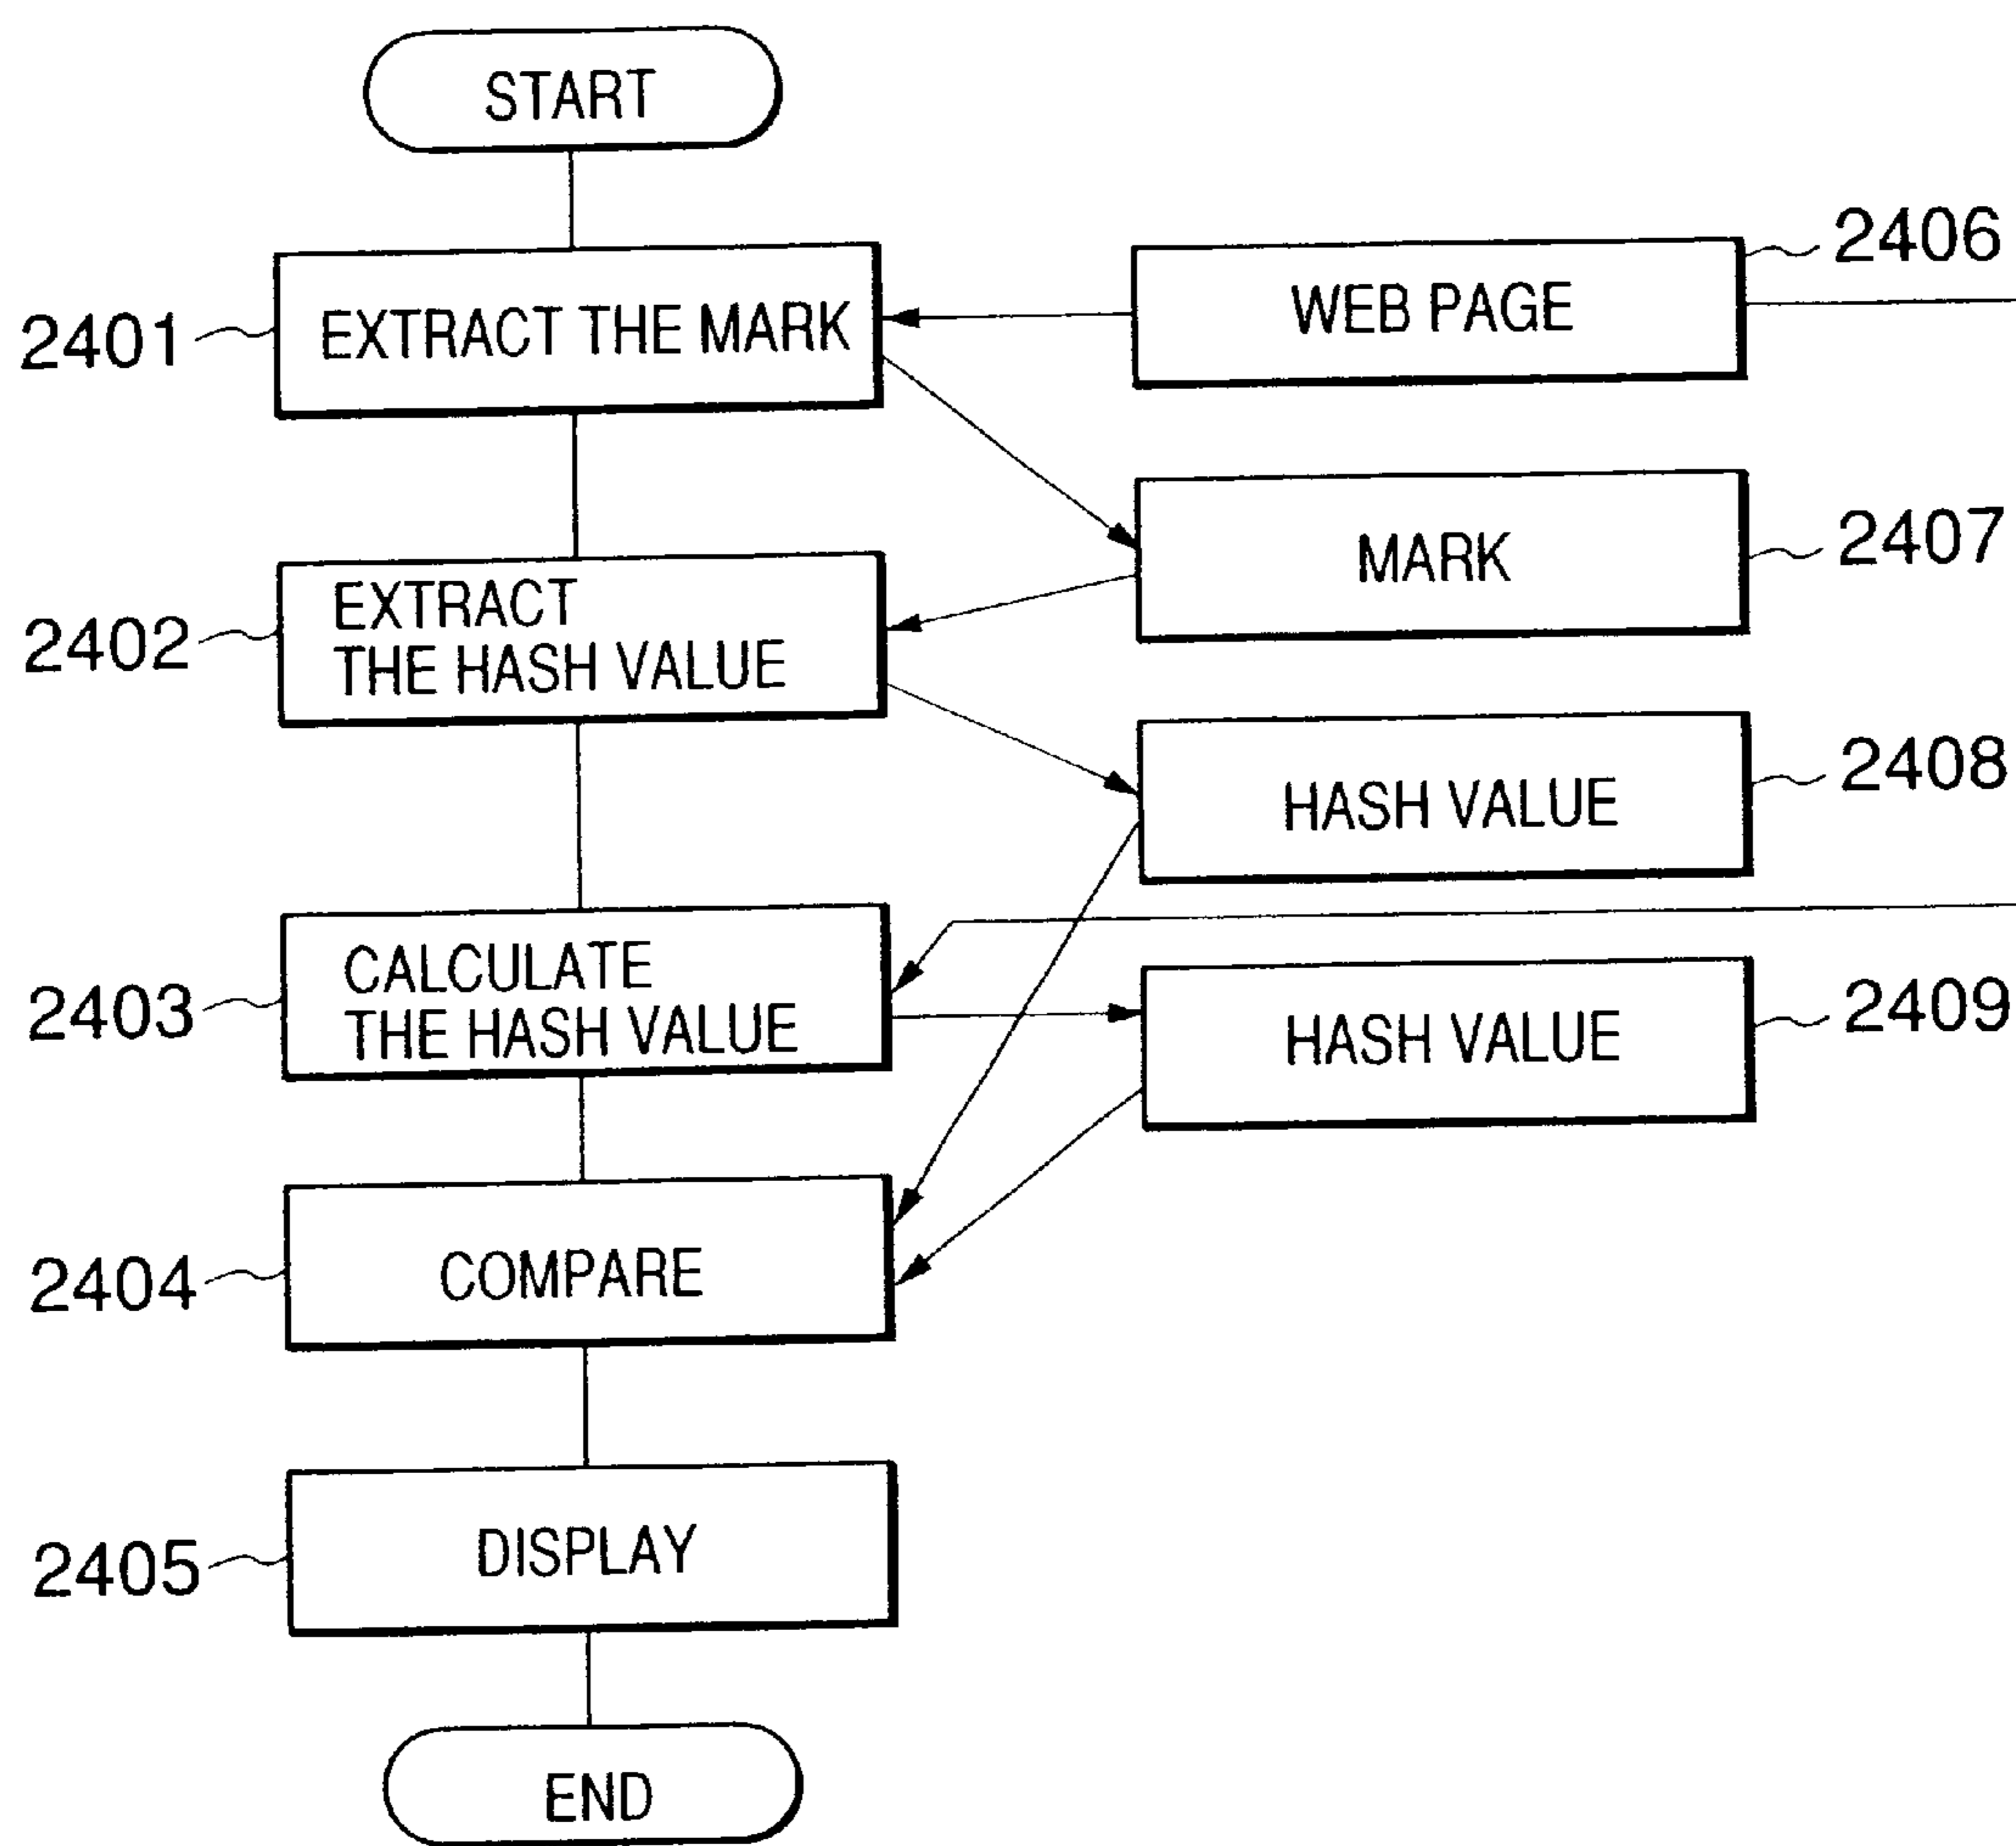 START
2401
EXTRACT THE MARK
WEB PAGE
2406
MARK
2407
2402
EXTRACT
THE HASH VALUE
HASH VALUE
2408
2403
CALCULATE
THE HASH VALUE
HASH VALUE
2409
2404
COMPARE
2405
DISPLAY
END